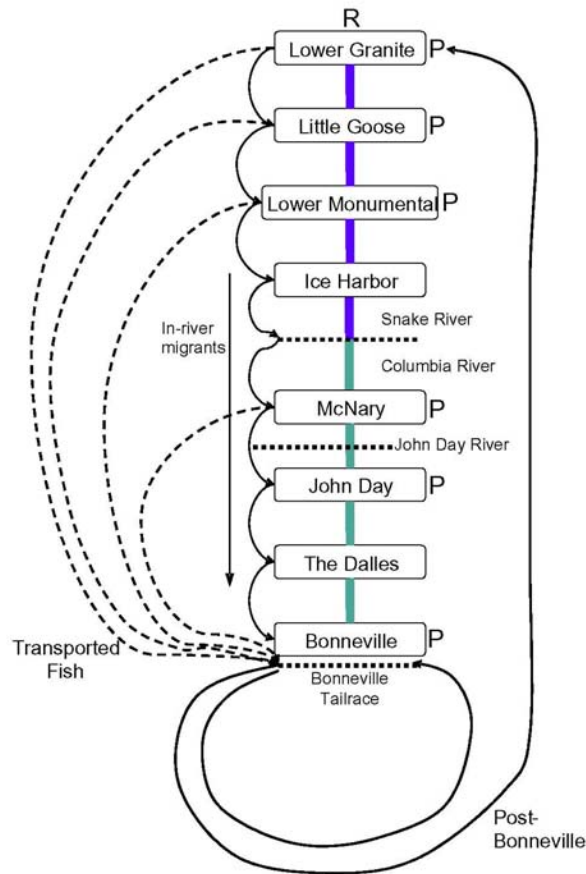 R
Lower Granite P
Little Goose P
Lower Monumental P
Ice Harbor
Snake River
In-river
migrants
Columbia River
McNary P
John Day River
John Day P
The Dalles
Bonneville P
Transported
Fish
Bonneville
Tailrace
Post-
Bonneville